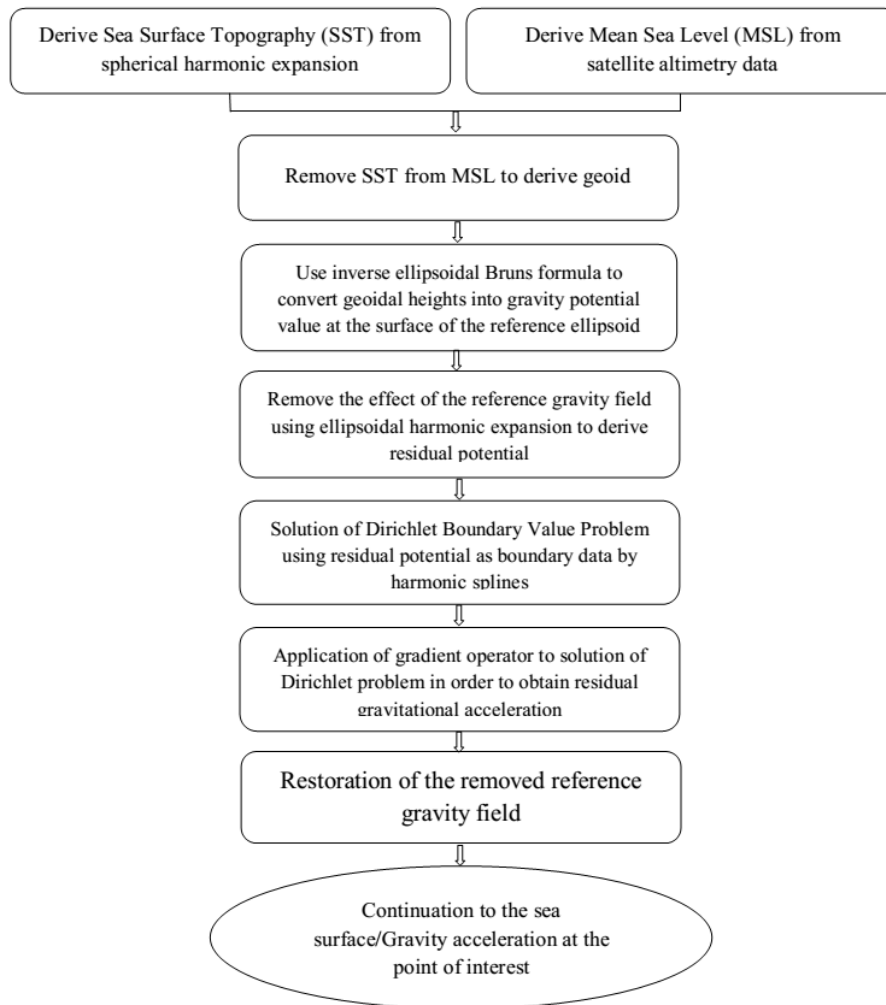 Derive Sea Surface Topography (SST) from
spherical harmonic expansion
Derive Mean Sea Level (MSL) from
satellite altimetry data
Remove SST from MSL to derive geoid
Use inverse ellipsoidal Bruns formula to
convert geoidal heights into gravity potential
value at the surface of the reference ellipsoid
Remove the effect of the reference gravity field
using ellipsoidal harmonic expansion to derive
residual potential
Solution of Dirichlet Boundary Value Problem
using residual potential as boundary data by
harmonic splines
Application of gradient operator to solution of
Dirichlet problem in order to obtain residual
gravitational acceleration
Restoration of the removed reference
gravity field
Continuation to the sea
surface/Gravity acceleration at the
point of interest